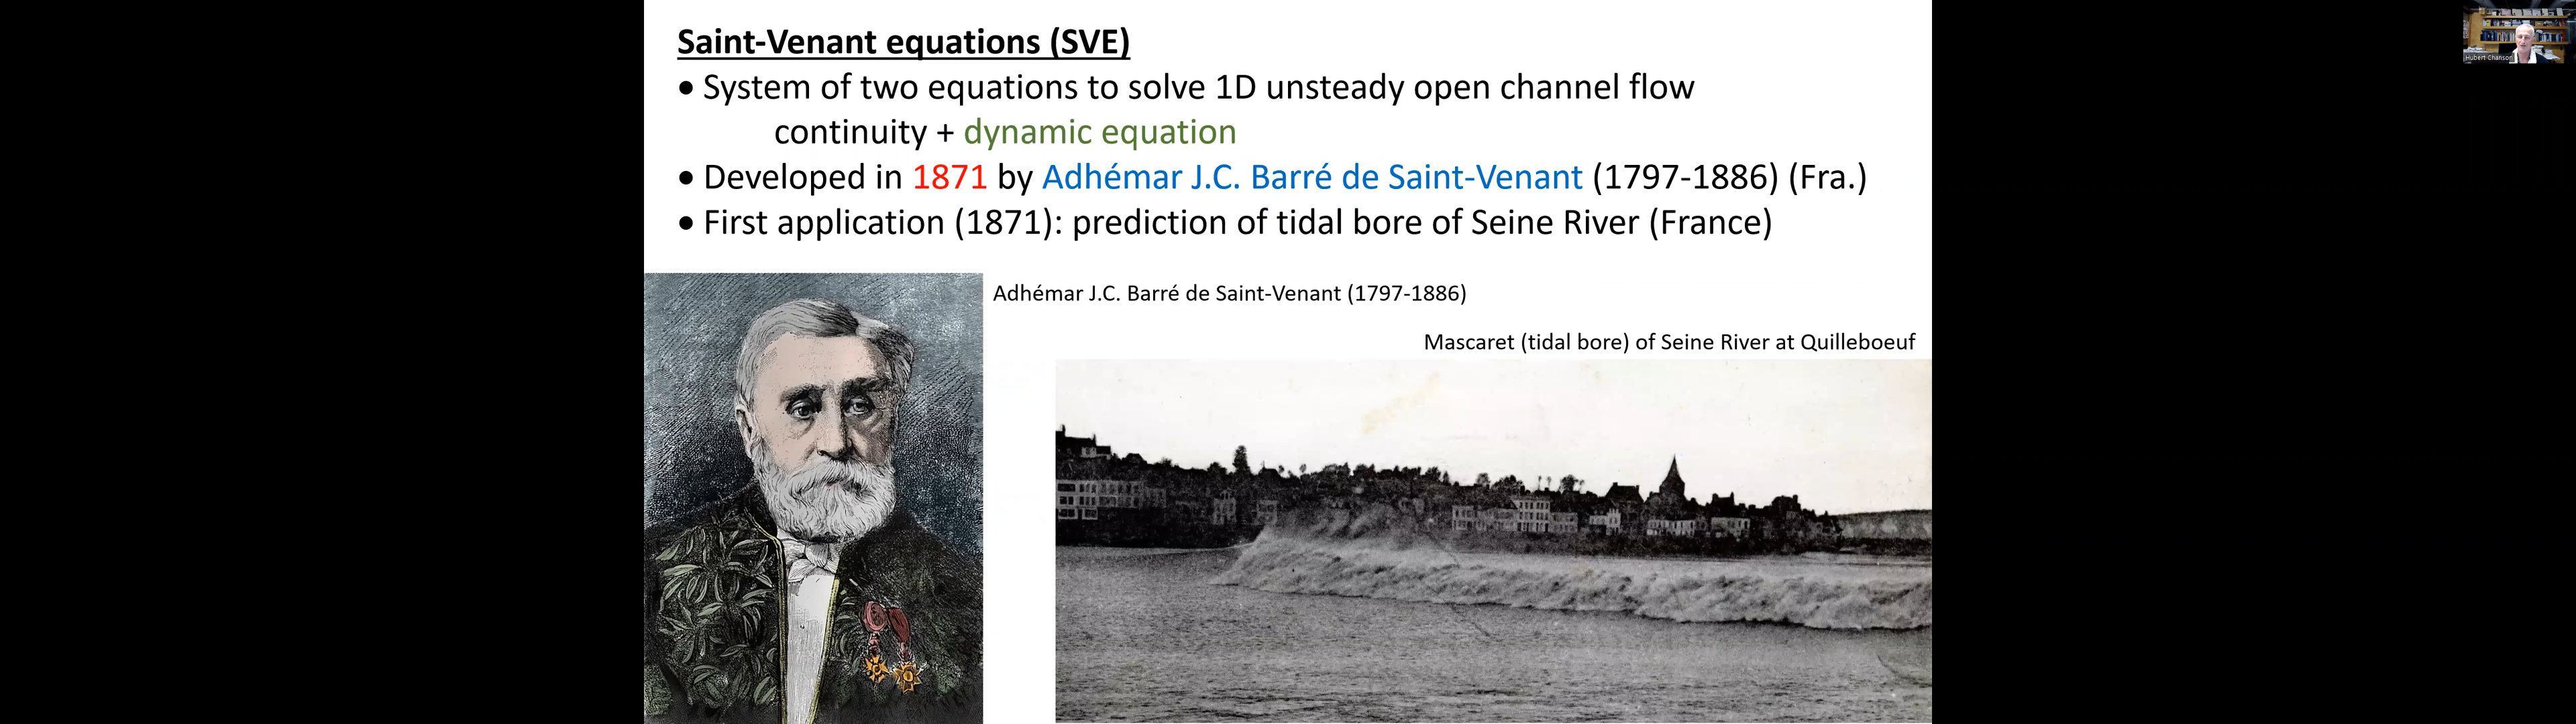 Saint-Venant equations (SVE)
• System of two equations to solve 1D unsteady open channel flow
continuity + dynamic equation
• Developed in 1871 by Adhémar J.C. Barré de Saint-Venant (1797-1886) (Fra.)
• First application (1871): prediction of tidal bore of Seine River (France)
Adhémar J.C. Barré de Saint-Venant (1797-1886)
Mascaret (tidal bore) of Seine River at Quilleboeuf
Hubert Chanson